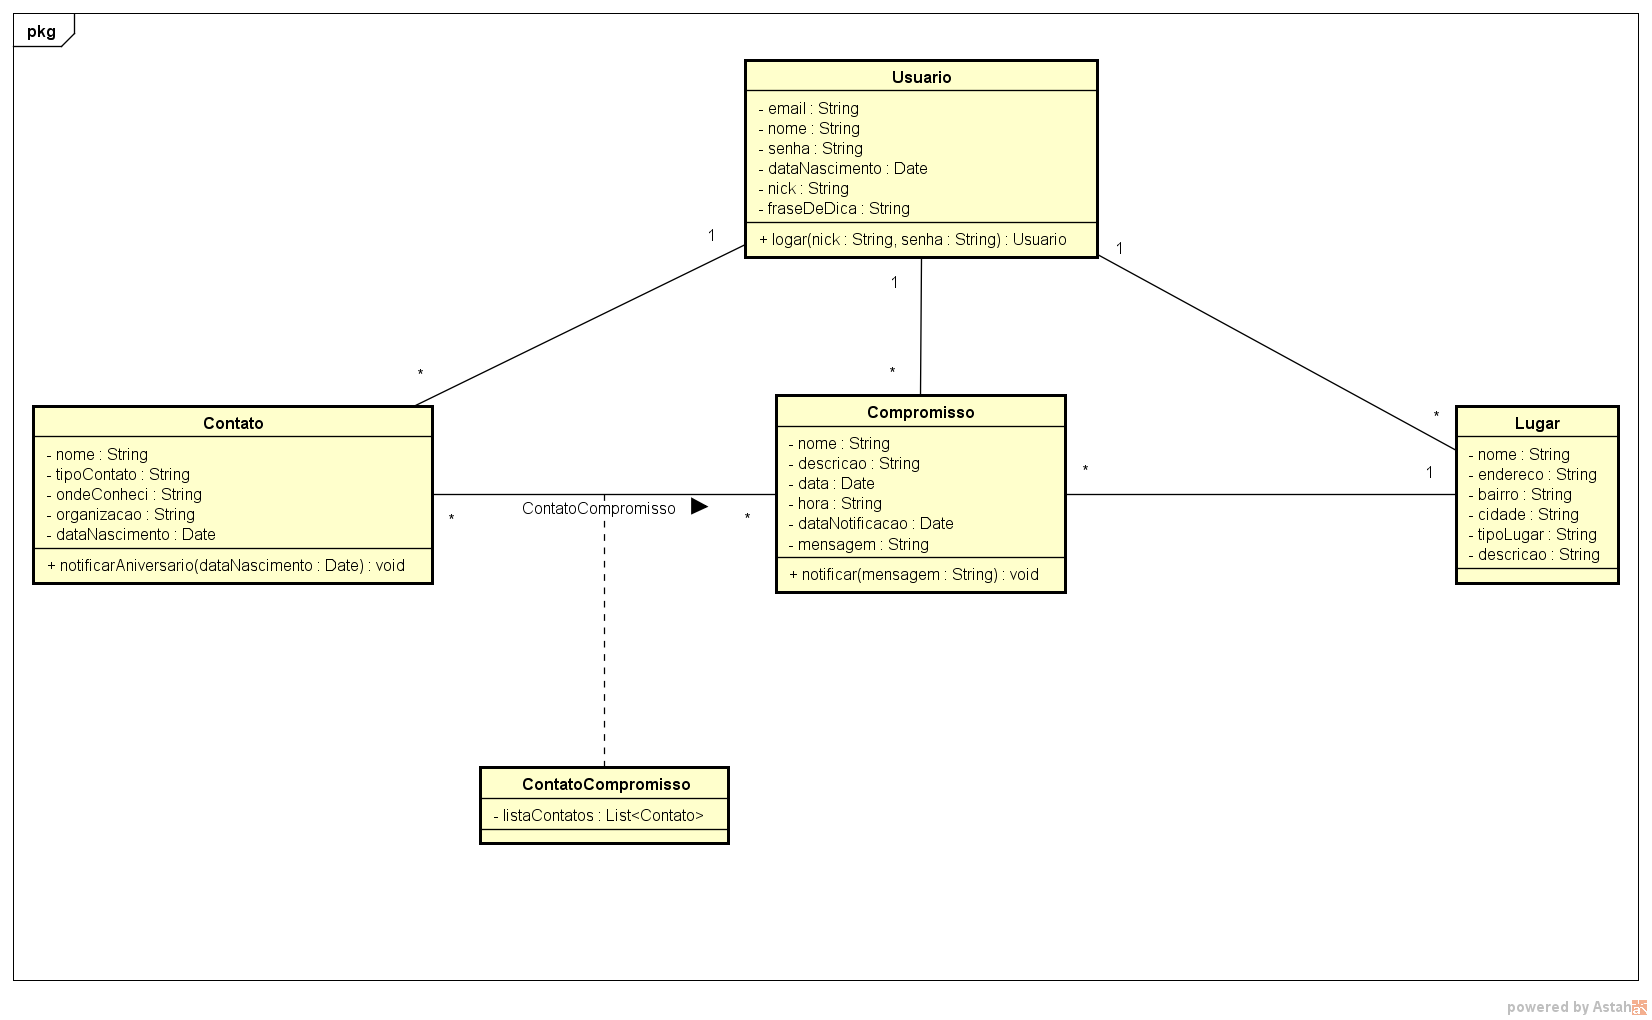 pkg
Usuario
- email : String
- nome : String
- senha : String
- dataNascimento : Date
- nick : String
- fraseDeDica : String
+ logar(nick : String, senha : String) : Usuario
1
1
1
*
*
*
Contato
- nome : String
- tipoContato : String
- ondeConheci : String
- organizacao : String
- dataNascimento : Date
+ notificarAniversario(dataNascimento : Date) : void
*
ContatoCompromisso
*
Compromisso
- nome : String
- descricao : String
- data : Date
- hora : String
- dataNotificacao : Date
- mensagem : String
+ notificar(mensagem : String) : void
*
1
Lugar
- nome : String
- endereco : String
- bairro : String
- cidade : String
- tipoLugar : String
- descricao : String
ContatoCompromisso
- listaContatos : List<Contato>
powered by Astah